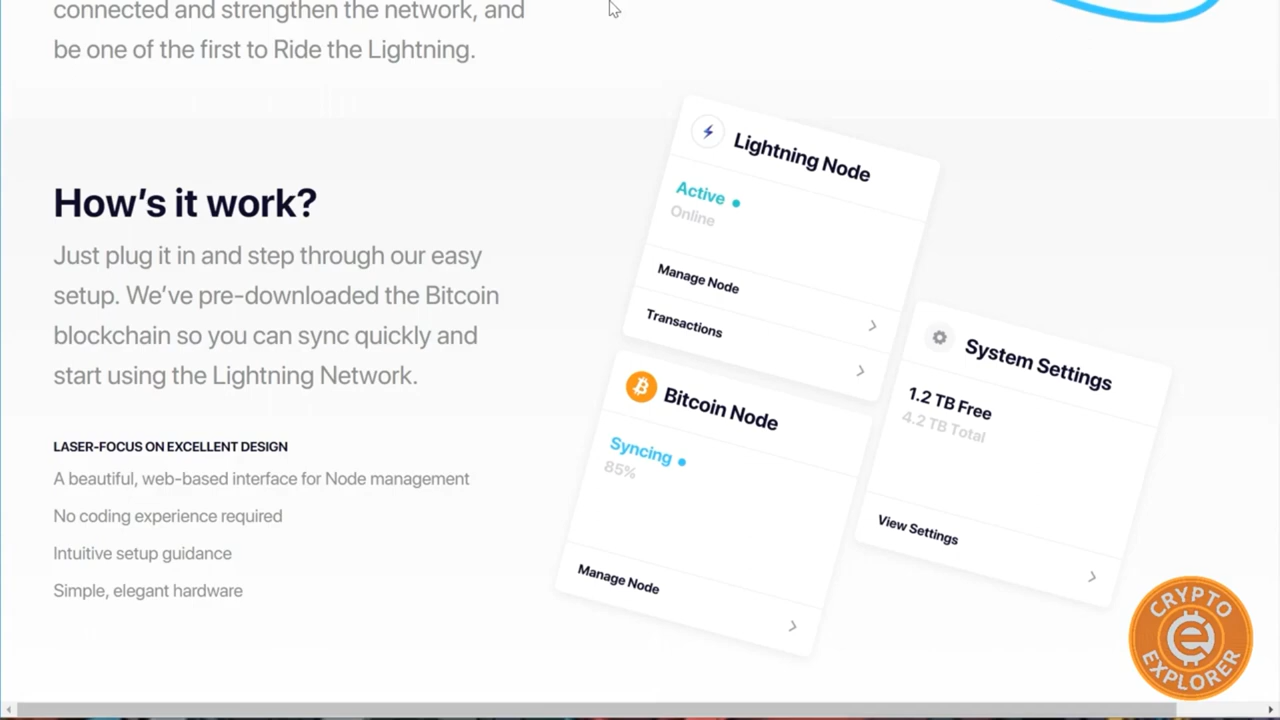 connected and strengthen the network, and
be one of the first to Ride the Lightning.
How's it work?
Just plug it in and step through our easy
setup. We've pre-downloaded the Bitcoin
blockchain so you can sync quickly and
start using the Lightning Network.
LASER-FOCUS ON EXCELLENT DESIGN
A beautiful, web-based interface for Node management
No coding experience required
Intuitive setup guidance
Simple, elegant hardware
Lightning Node
Active
Online
Manage Node
Transactions
Bitcoin Node
Syncing
85%
Manage Node
System Settings
1.2 TB Free
4.2 TB Total
View Settings
CRYPTO
EXPLORER